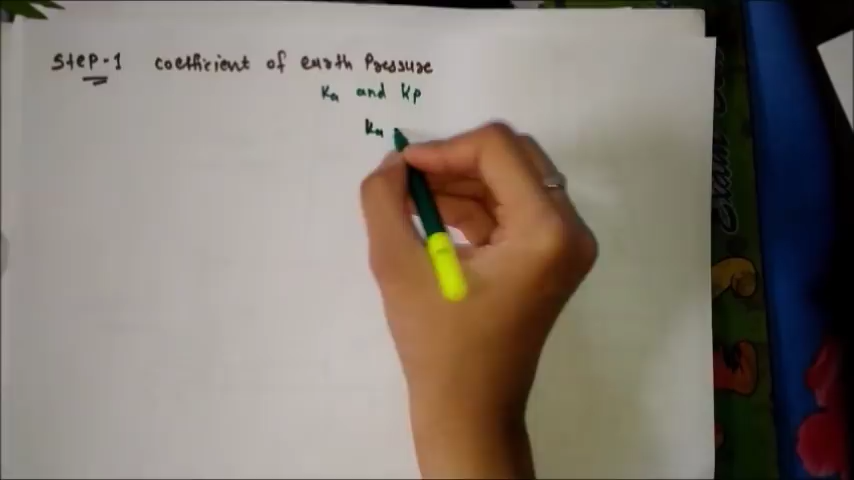 Step-1 coefficient of earth Pressure
Ka and Kp
Ka